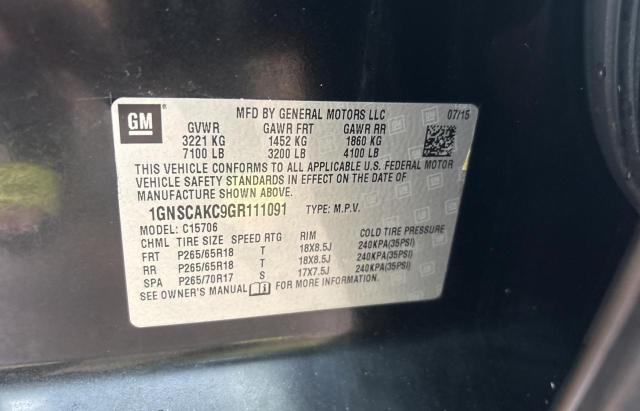 GM
MFD BY GENERAL MOTORS LLC 07/15
GVWR GAWR FRT GAWR RR
3221 KG 1452 KG 1860 KG
7100 LB 3200 LB 4100 LB
THIS VEHICLE CONFORMS TO ALL APPLICABLE U.S. FEDERAL MOTOR
VEHICLE SAFETY STANDARDS IN EFFECT ON THE DATE OF
MANUFACTURE SHOWN ABOVE.
1GNSCAKC9GR111091 TYPE: M.P.V.
MODEL: C15706
CHML TIRE SIZE SPEED RTG RIM COLD TIRE PRESSURE
FRT P265/65R18 T 18X8.5J 240KPA(35PSI)
RR P265/65R18 T 18X8.5J 240KPA(35PSI)
SPA P265/70R17 S 17X7.5J 240KPA(35PSI)
SEE OWNER'S MANUAL FOR MORE INFORMATION.